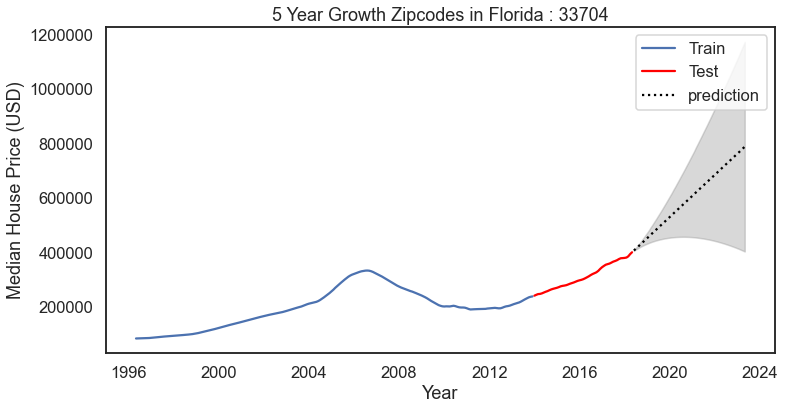 5 Year Growth Zipcodes in Florida : 33704
Median House Price (USD)
1200000
1000000
800000
600000
400000
200000
Train
Test
prediction
1996 2000 2004 2008 2012 2016 2020 2024
Year